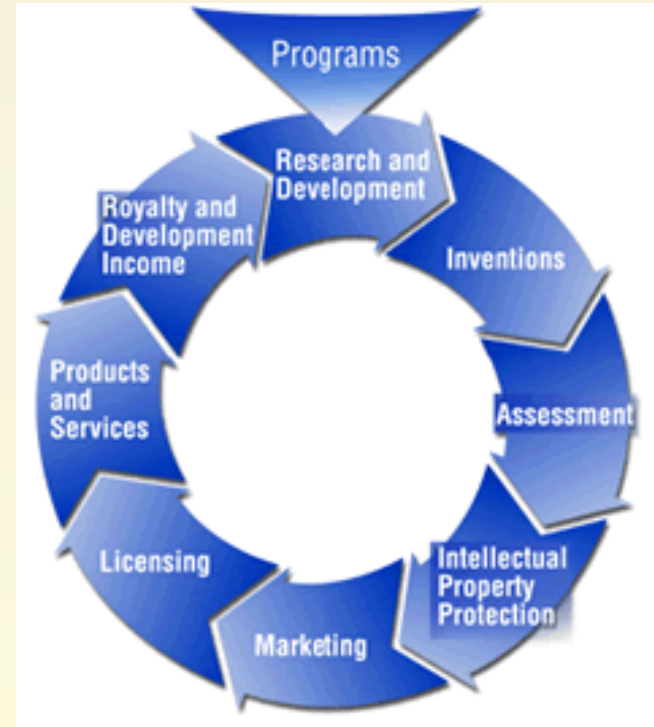 Programs
Research and
Development
Inventions
Assessment
Intellectual
Property
Protection
Marketing
Licensing
Products
and
Services
Royalty and
Development
Income